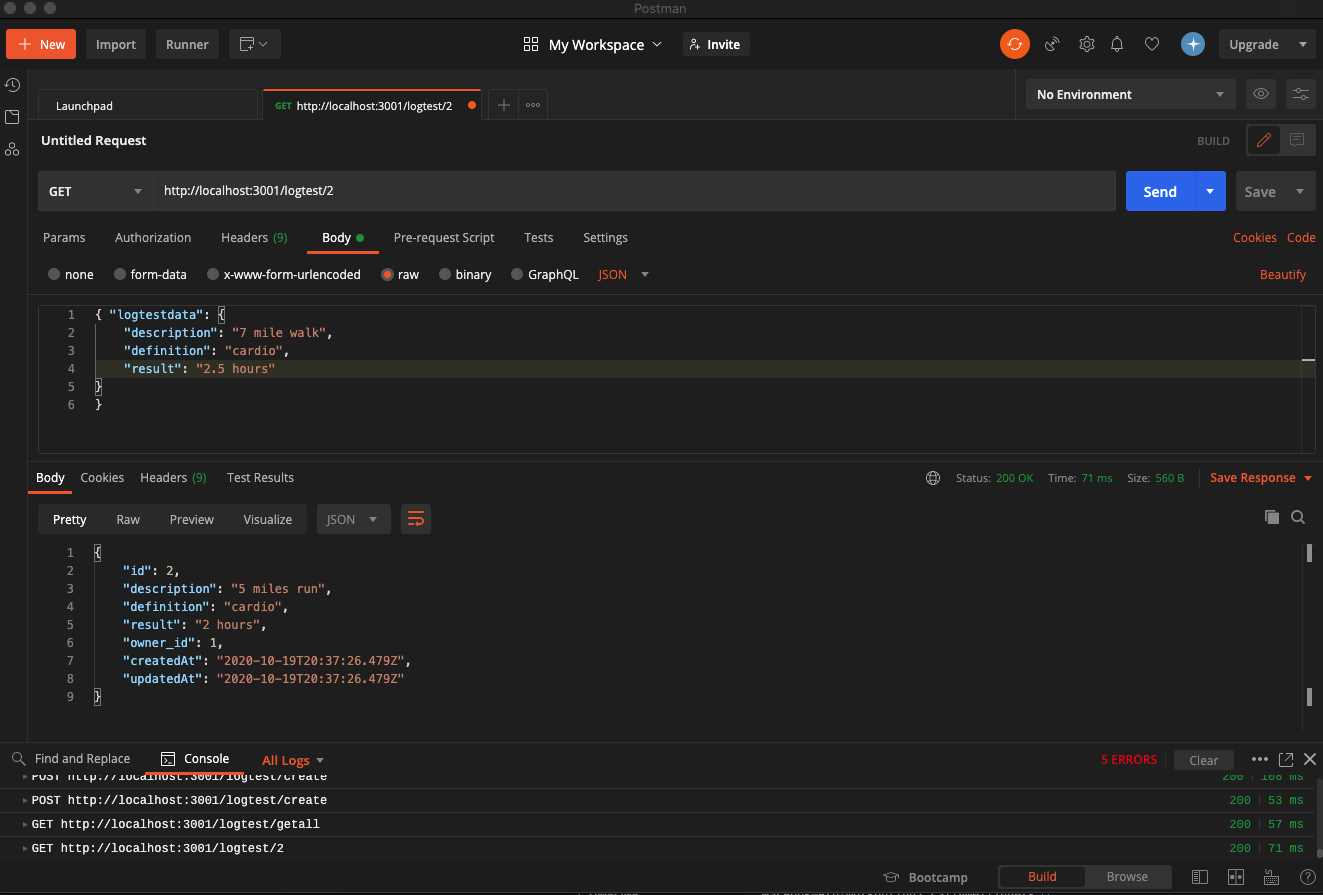 Postman
New Import Runner My Workspace Invite Upgrade
Launchpad GET http://localhost:3001/logtest/2 No Environment
Untitled Request BUILD
GET http://localhost:3001/logtest/2 Send Save
Params Authorization Headers (9) Body Pre-request Script Tests Settings Cookies Code
none form-data x-www-form-urlencoded raw binary GraphQL JSON Beautify
1 { "logtestdata": {
2 "description": "7 mile walk",
3 "definition": "cardio",
4 "result": "2.5 hours"
5 }
6 }
Body Cookies Headers (9) Test Results Status: 200 OK Time: 71 ms Size: 560 B Save Response
Pretty Raw Preview Visualize JSON
1 {
2 "id": 2,
3 "description": "5 miles run",
4 "definition": "cardio",
5 "result": "2 hours",
6 "owner_id": 1,
7 "createdAt": "2020-10-19T20:37:26.479Z",
8 "updatedAt": "2020-10-19T20:37:26.479Z"
9 }
Find and Replace Console All Logs 5 ERRORS Clear
POST http://localhost:3001/logtest/create 200 108 ms
POST http://localhost:3001/logtest/create 200 53 ms
GET http://localhost:3001/logtest/getall 200 57 ms
GET http://localhost:3001/logtest/2 200 71 ms
Bootcamp Build Browse